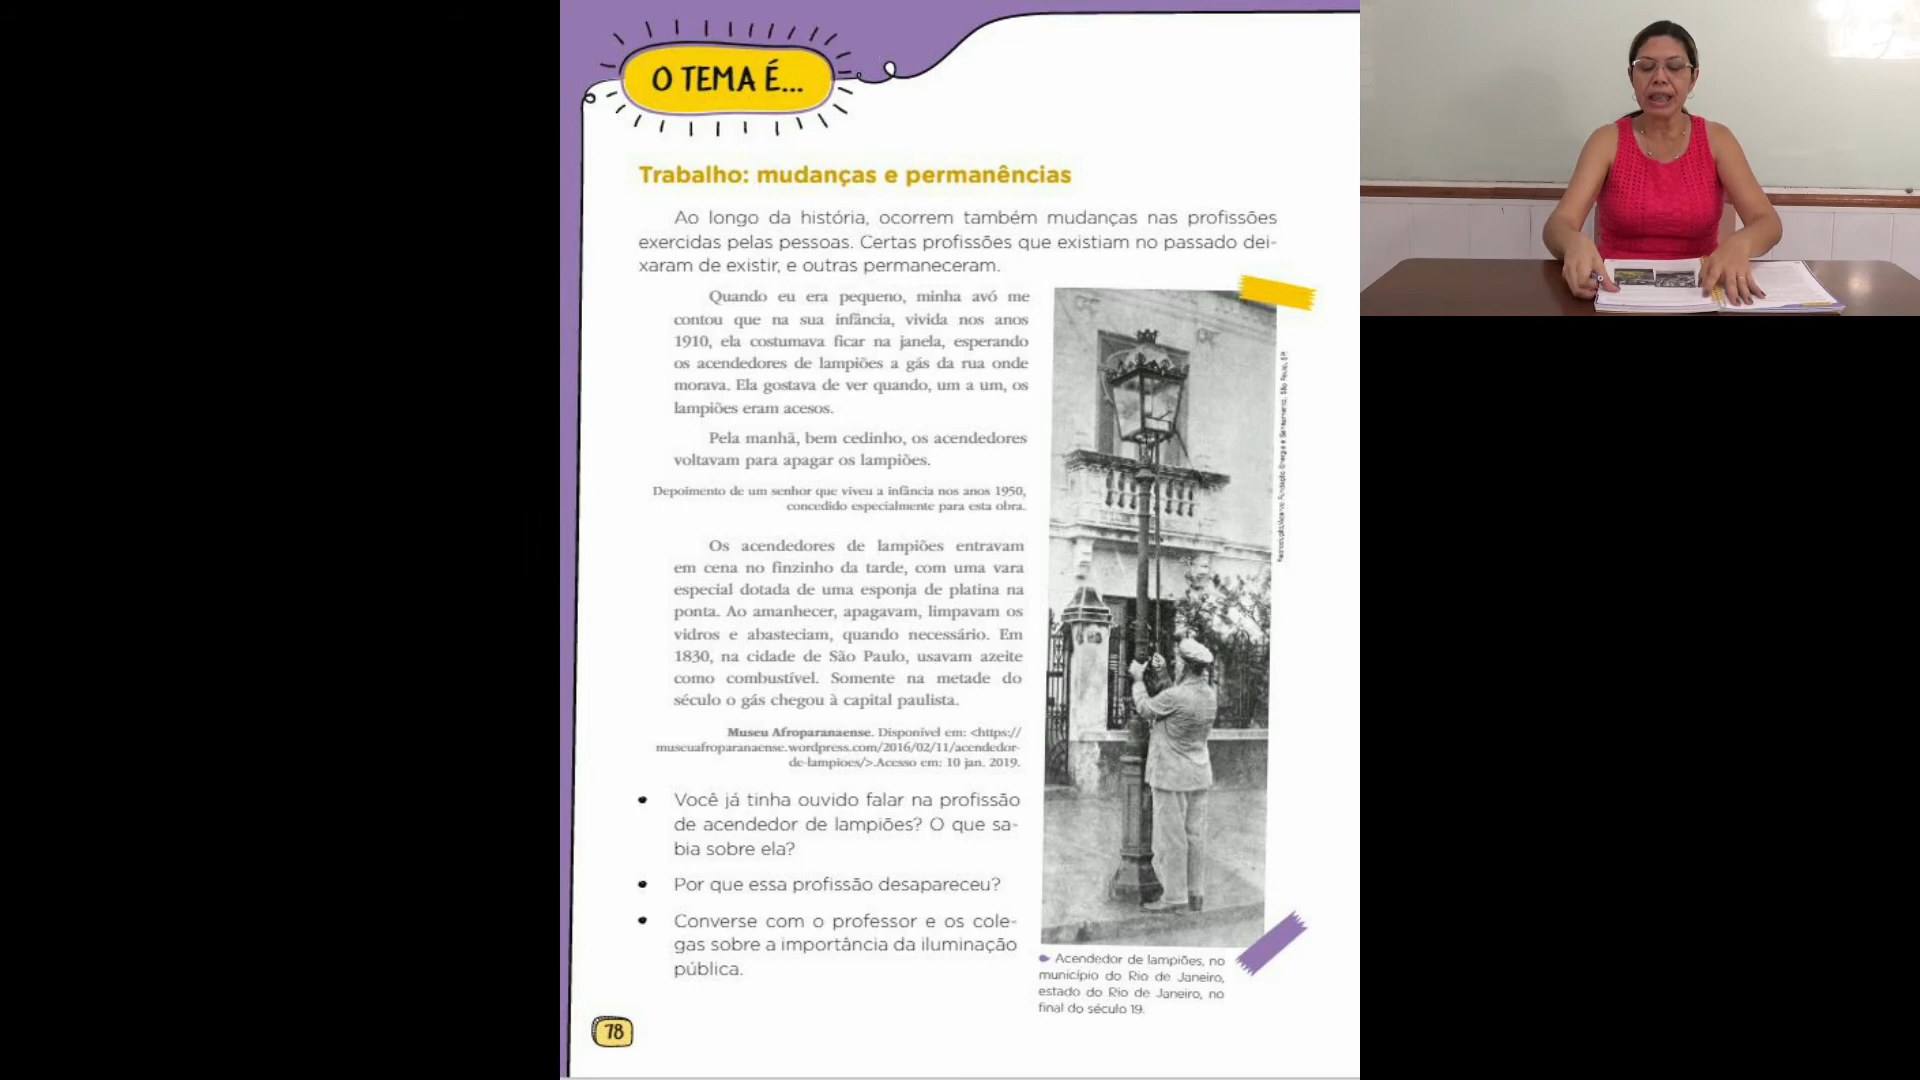 O TEMA É...
Trabalho: mudanças e permanências
Ao longo da história, ocorrem também mudanças nas profissões
exercidas pelas pessoas. Certas profissões que existiam no passado dei-
xaram de existir, e outras permaneceram.
Quando eu era pequeno, minha avó me
contou que na sua infância, vivida nos anos
1910, ela costumava ficar na janela, esperando
os acendedores de lampiões a gás da rua onde
morava. Ela gostava de ver quando, um a um, os
lampiões eram acesos.
Pela manhã, bem cedinho, os acendedores
voltavam para apagar os lampiões.
Depoimento de um senhor que viveu a infância nos anos 1950,
concedido especialmente para esta obra.
Os acendedores de lampiões entravam
em cena no finzinho da tarde, com uma vara
especial dotada de uma esponja de platina na
ponta. Ao amanhecer, apagavam, limpavam os
vidros e abasteciam, quando necessário. Em
1830, na cidade de São Paulo, usavam azeite
como combustível. Somente na metade do
século o gás chegou à capital paulista.
Museu Afroparanaense. Disponível em: <https://
museuafroparanaense.wordpress.com/2016/02/11/acendedor-
de-lampioes/>.Acesso em: 10 jan. 2019.
Você já tinha ouvido falar na profissão
de acendedor de lampiões? O que sa-
bia sobre ela?
Por que essa profissão desapareceu?
Converse com o professor e os cole-
gas sobre a importância da iluminação
pública.
Acendedor de lampiões, no
município do Rio de Janeiro,
estado do Rio de Janeiro, no
final do século 19.
78